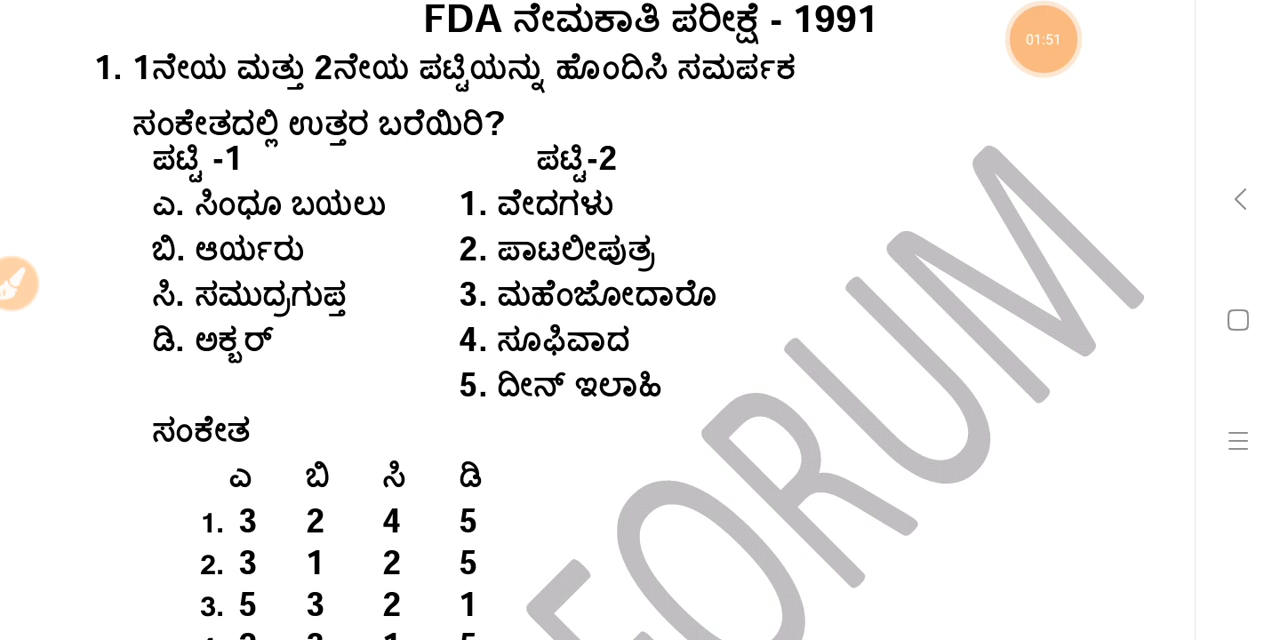 FDA ನೇಮಕಾತಿ ಪರೀಕ್ಷೆ - 1991
01:51
1. 1ನೇಯ ಮತ್ತು 2ನೇಯ ಪಟ್ಟಿಯನ್ನು ಹೊಂದಿಸಿ ಸಮರ್ಪಕ
ಸಂಕೇತದಲ್ಲಿ ಉತ್ತರ ಬರೆಯಿರಿ?
ಪಟ್ಟಿ -1 ಪಟ್ಟಿ-2
ಎ. ಸಿಂಧೂ ಬಯಲು 1. ವೇದಗಳು
ಬಿ. ಆರ್ಯರು 2. ಪಾಟಲೀಪುತ್ರ
ಸಿ. ಸಮುದ್ರಗುಪ್ತ 3. ಮಹೆಂಜೋದಾರೊ
ಡಿ. ಅಕ್ಬರ್ 4. ಸೂಫಿವಾದ
5. ದೀನ್ ಇಲಾಹಿ
ಸಂಕೇತ
ಎ ಬಿ ಸಿ ಡಿ
1. 3 2 4 5
2. 3 1 2 5
3. 5 3 2 1
FORUM